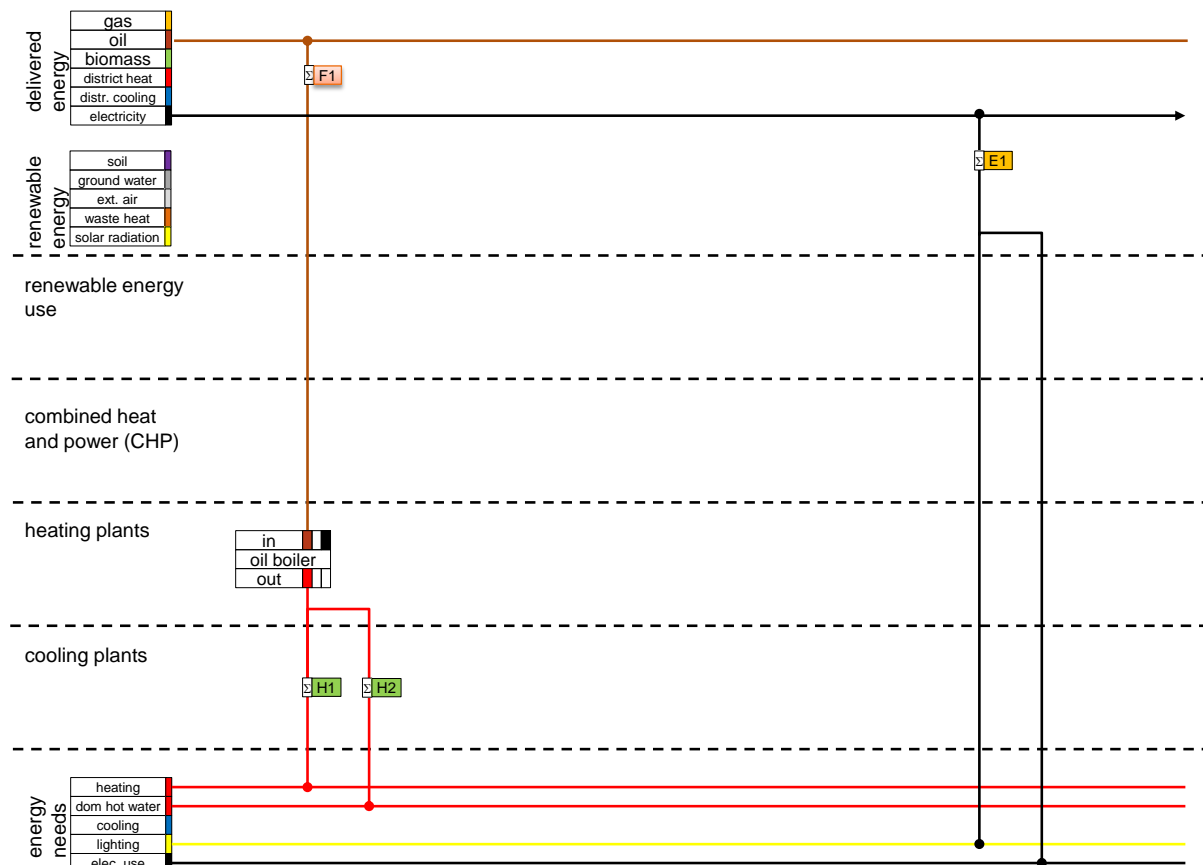 delivered
energy
gas
oil
biomass
district heat
distr. cooling
electricity
Σ F1
Σ E1
renewable
energy
soil
ground water
ext. air
waste heat
solar radiation
renewable energy
use
combined heat
and power (CHP)
heating plants
in
oil boiler
out
cooling plants
Σ H1
Σ H2
energy
needs
heating
dom hot water
cooling
lighting
elec. use